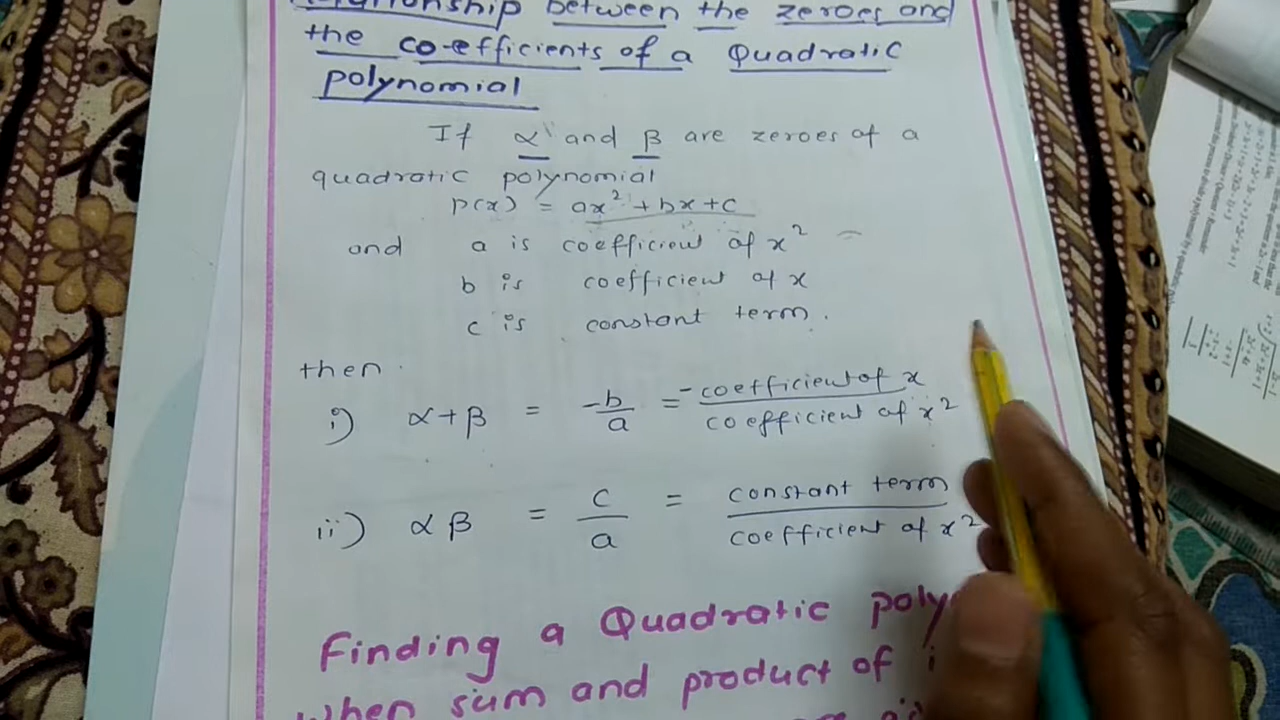 between the zeroes and
the co-efficients of a Quadratic
polynomial
If α and β are zeroes of a
quadratic polynomial
p(x) = ax² + bx + c
and a is coefficient of x²
b is coefficient of x
c is constant term.
then
i) α+β = -b/a = -coefficient of x / coefficient of x²
ii) αβ = c/a = constant term / coefficient of x²
Finding a Quadratic
when sum and product of